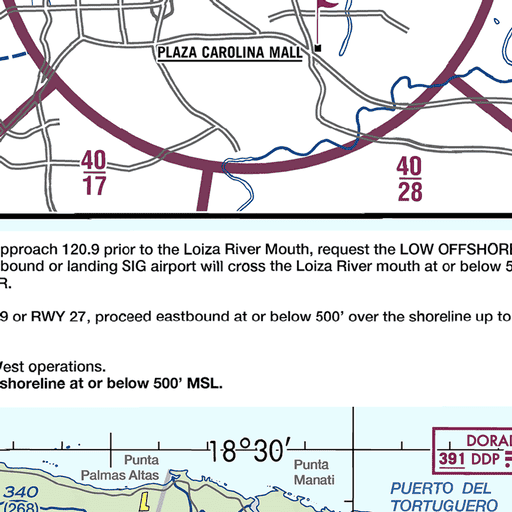 PLAZA CAROLINA MALL
40
17
40
28
pproach 120.9 prior to the Loiza River Mouth, request the LOW OFFSHORE
bound or landing SIG airport will cross the Loiza River mouth at or below 5
R.
9 or RWY 27, proceed eastbound at or below 500' over the shoreline up to
West operations.
shoreline at or below 500' MSL.
18°30'
DORAD
391 DDP
Punta
Palmas Altas
Punta
Manati
340
(268)
PUERTO DEL
TORTUGUERO